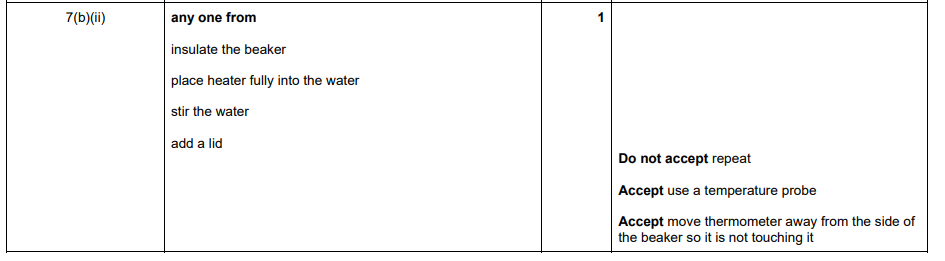 7(b)(ii) any one from 1
insulate the beaker
place heater fully into the water
stir the water
add a lid
Do not accept repeat
Accept use a temperature probe
Accept move thermometer away from the side of
the beaker so it is not touching it